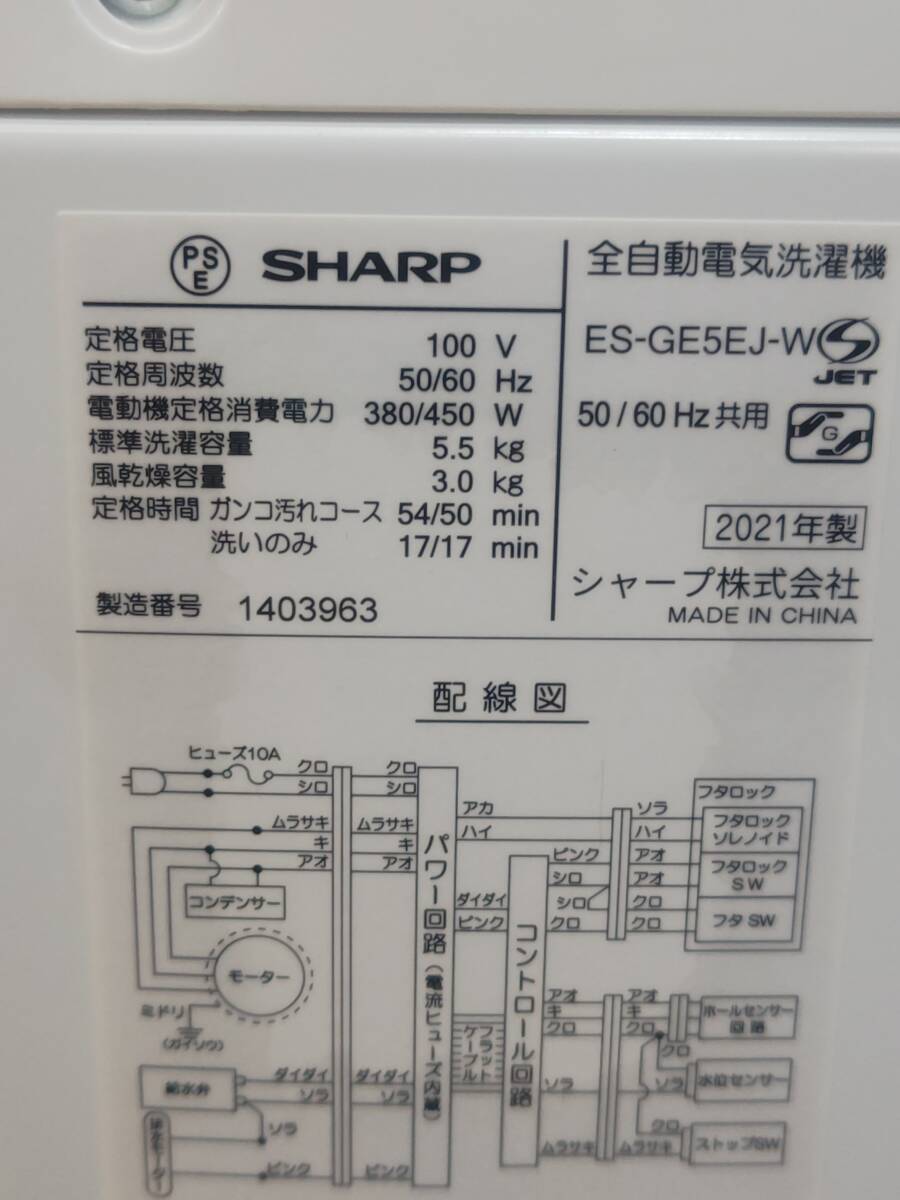 PS E SHARP
定格電圧 100 V
定格周波数 50/60 Hz
電動機定格消費電力 380/450 W
標準洗濯容量 5.5 kg
風乾燥容量 3.0 kg
定格時間 ガンコ汚れコース 54/50 min
洗いのみ 17/17 min
製造番号 1403963
全自動電気洗濯機
ES-GE5EJ-W
S JET
50/60Hz共用
G
2021年製
シャープ株式会社
MADE IN CHINA
配線図
ヒューズ10A
クロ
シロ
ムラサキ
キ
アオ
コンデンサー
モーター
ミドリ
(ガイソウ)
ダイダイ
ソラ
給水弁
ソラ
排水モーター
ピンク
クロ
シロ
ムラサキ
キ
アオ
ダイダイ
ソラ
ピンク
パワー回路(電流ヒューズ内蔵)
アカ
ハイ
ダイダイ
ピンク
フラットケーブル
コントロール回路
ピンク
シロ
シロ
クロ
ソラ
ハイ
アオ
アオ
クロ
クロ
フタロック
フタロック
ソレノイド
フタロック
SW
フタSW
アオ
キ
クロ
ソラ
ムラサキ
アオ
キ
クロ
クロ
ソラ
クロ
ムラサキ
ホールセンサー
回路
水位センサー
ストップSW